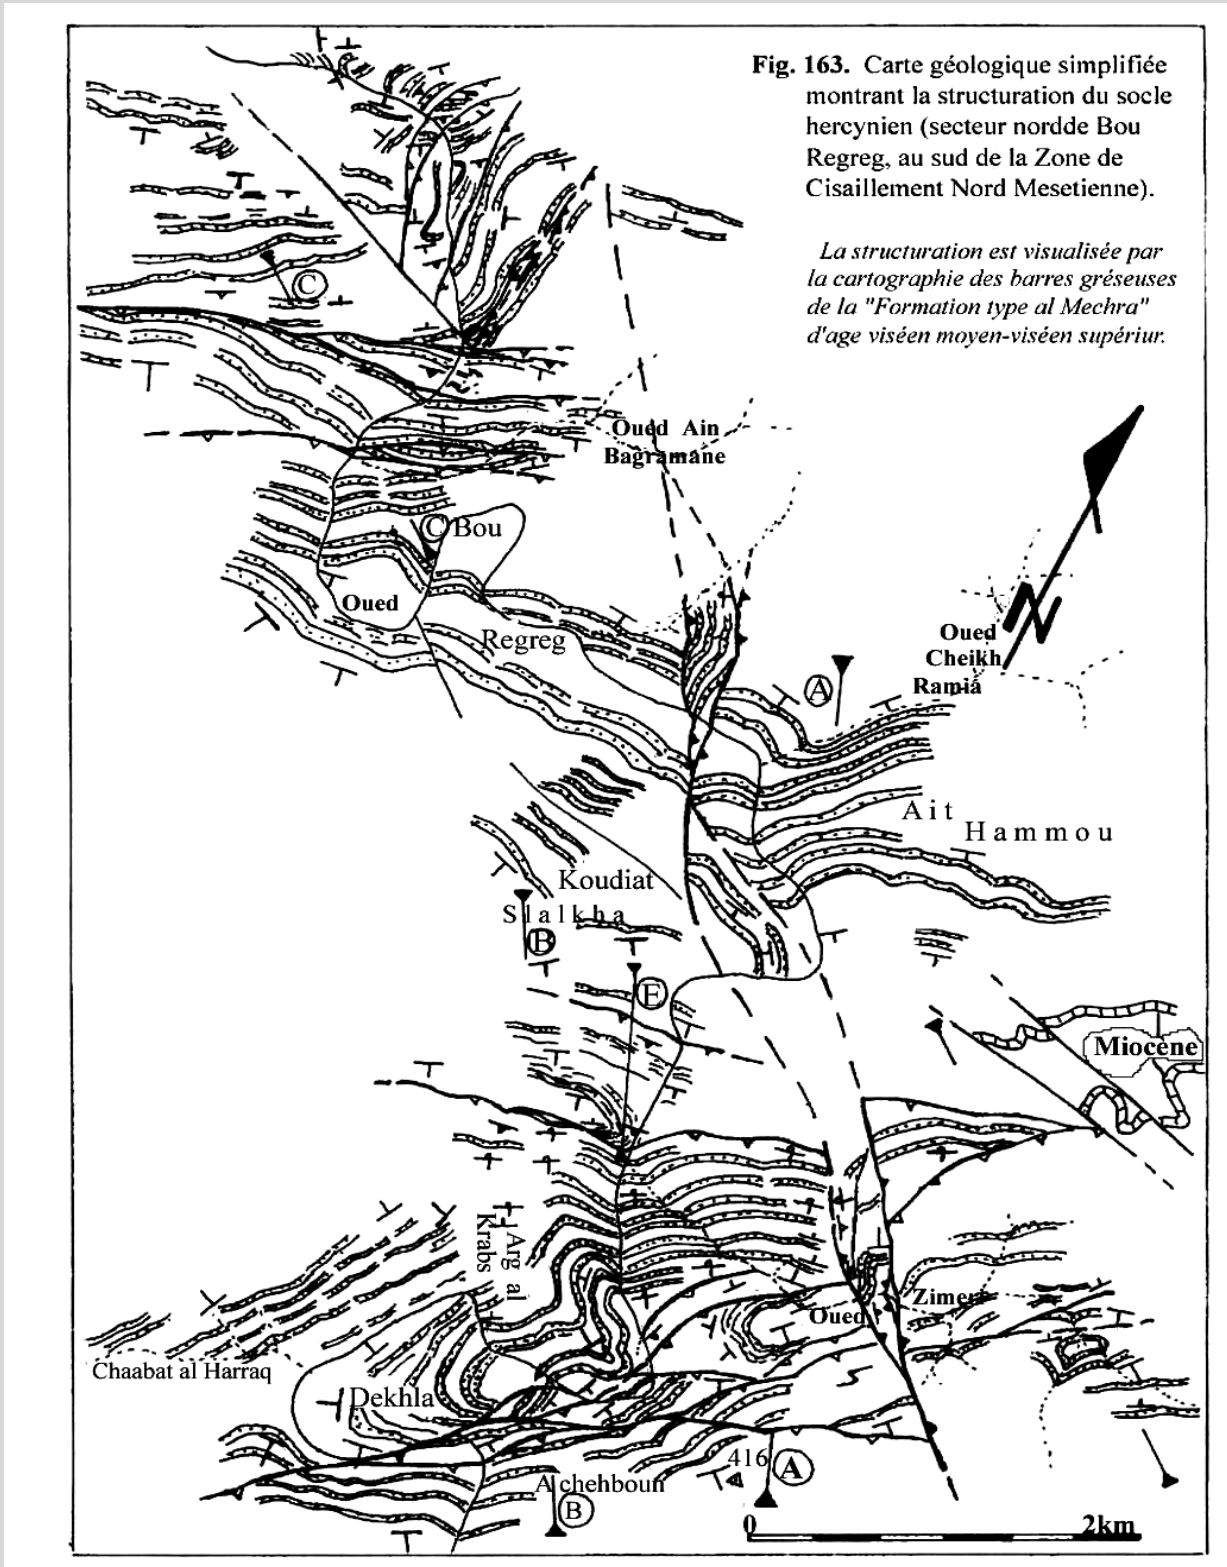 Fig. 163. Carte géologique simplifiée
montrant la structuration du socle
hercynien (secteur nordde Bou
Regreg, au sud de la Zone de
Cisaillement Nord Mesetienne).
La structuration est visualisée par
la cartographie des barres gréseuses
de la "Formation type al Mechra"
d'age viséen moyen-viséen supériur.
C
Oued Ain
Bagramane
C Bou
Oued
Regreg
N
Oued
Cheikh
Ramia
A
Ait
Hammou
Koudiat
Slalkha
B
E
Miocène
Arg al
Krabs
Zimer
Oued
Chaabat al Harraq
Dekhla
416 A
Achehboun
B
0 2km